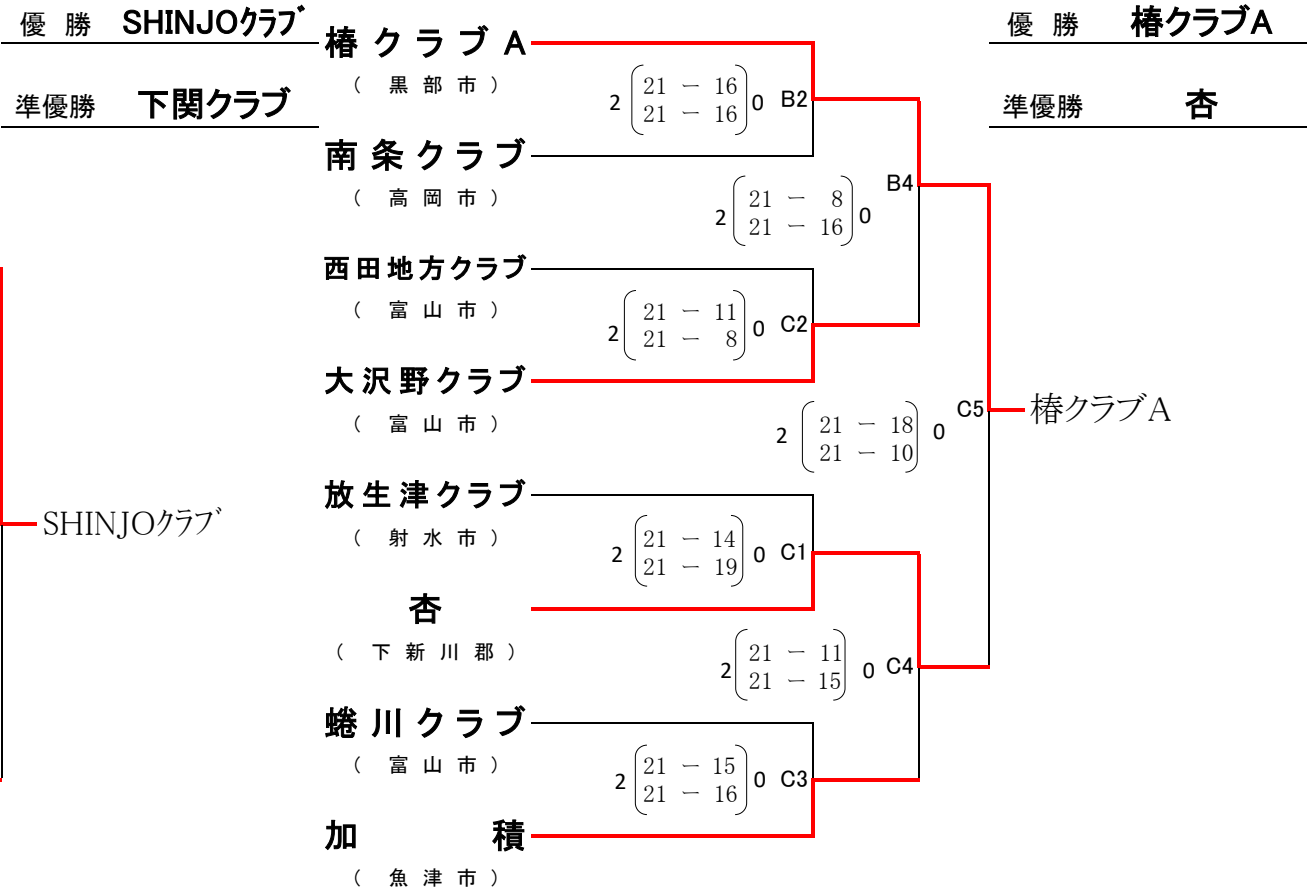 優 勝 SHINJOｸﾗﾌﾞ
準優勝 下関クラブ
SHINJOｸﾗﾌﾞ
椿クラブA
（ 黒 部 市 ）
2 21 － 16 0 B2
21 － 16
南条クラブ
（ 高 岡 市 ）
2 21 － 8 0 B4
21 － 16
西田地方クラブ
（ 富 山 市 ）
2 21 － 11 0 C2
21 － 8
大沢野クラブ
（ 富 山 市 ）
2 21 － 18 0 C5
21 － 10
放生津クラブ
（ 射 水 市 ）
2 21 － 14 0 C1
21 － 19
杏
（ 下 新 川 郡 ）
2 21 － 11 0 C4
21 － 15
蜷川クラブ
（ 富 山 市 ）
2 21 － 15 0 C3
21 － 16
加 積
（ 魚 津 市 ）
優 勝 椿クラブA
準優勝 杏
椿クラブA